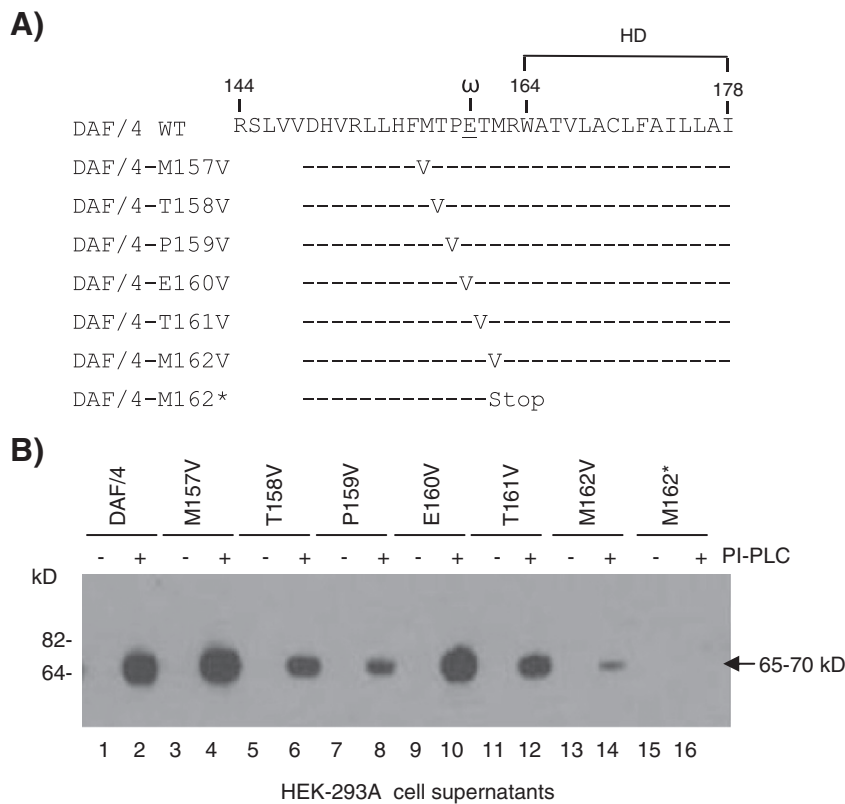 A)
HD
144 ω 164 178
DAF/4 WT RSLVVDHVRLLHFMTPETMRWATVLACLFAILLAI
DAF/4-M157V --------V---------------------
DAF/4-T158V ---------V--------------------
DAF/4-P159V ----------V-------------------
DAF/4-E160V -----------V------------------
DAF/4-T161V ------------V-----------------
DAF/4-M162V -------------V----------------
DAF/4-M162* -------------Stop
B)
DAF/4 M157V T158V P159V E160V T161V M162V M162*
- + - + - + - + - + - + - + - + PI-PLC
kD
82-
64-
65-70 kD
1 2 3 4 5 6 7 8 9 10 11 12 13 14 15 16
HEK-293A cell supernatants